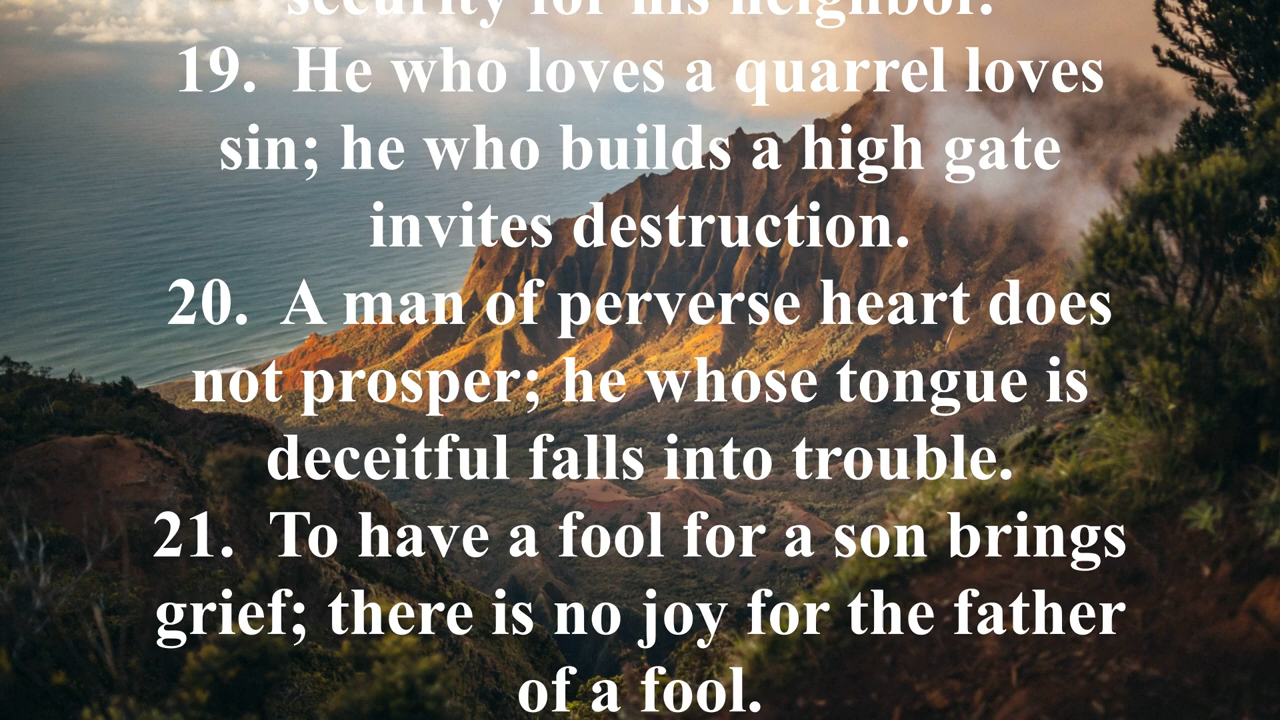 security for his neighbor.
19. He who loves a quarrel loves
sin; he who builds a high gate
invites destruction.
20. A man of perverse heart does
not prosper; he whose tongue is
deceitful falls into trouble.
21. To have a fool for a son brings
grief; there is no joy for the father
of a fool.